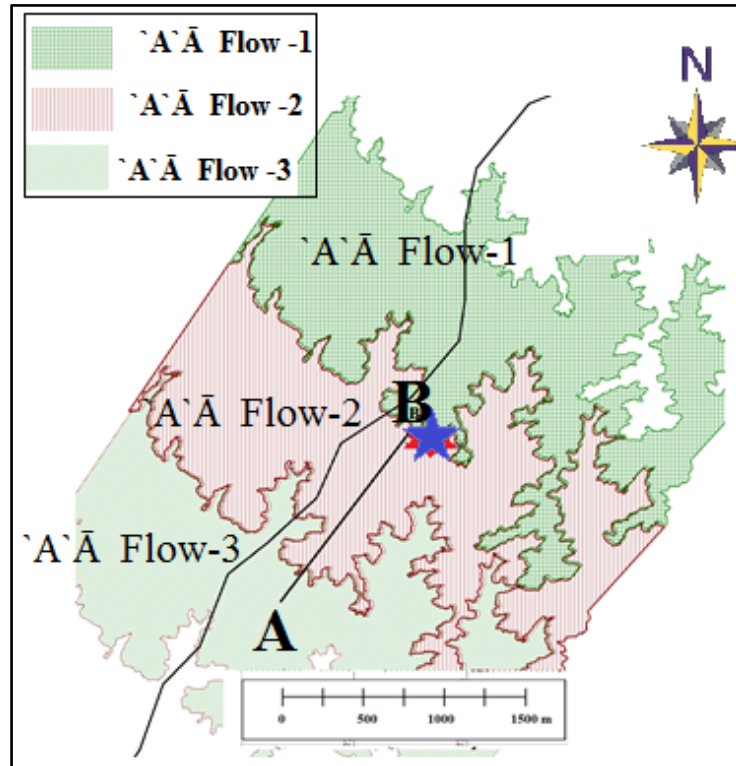 `A`Ā Flow -1
`A`Ā Flow -2
`A`Ā Flow -3
N
`A`Ā Flow-1
B
B
`A`Ā Flow-2
`A`Ā Flow-3
A
0 500 1000 1500 m